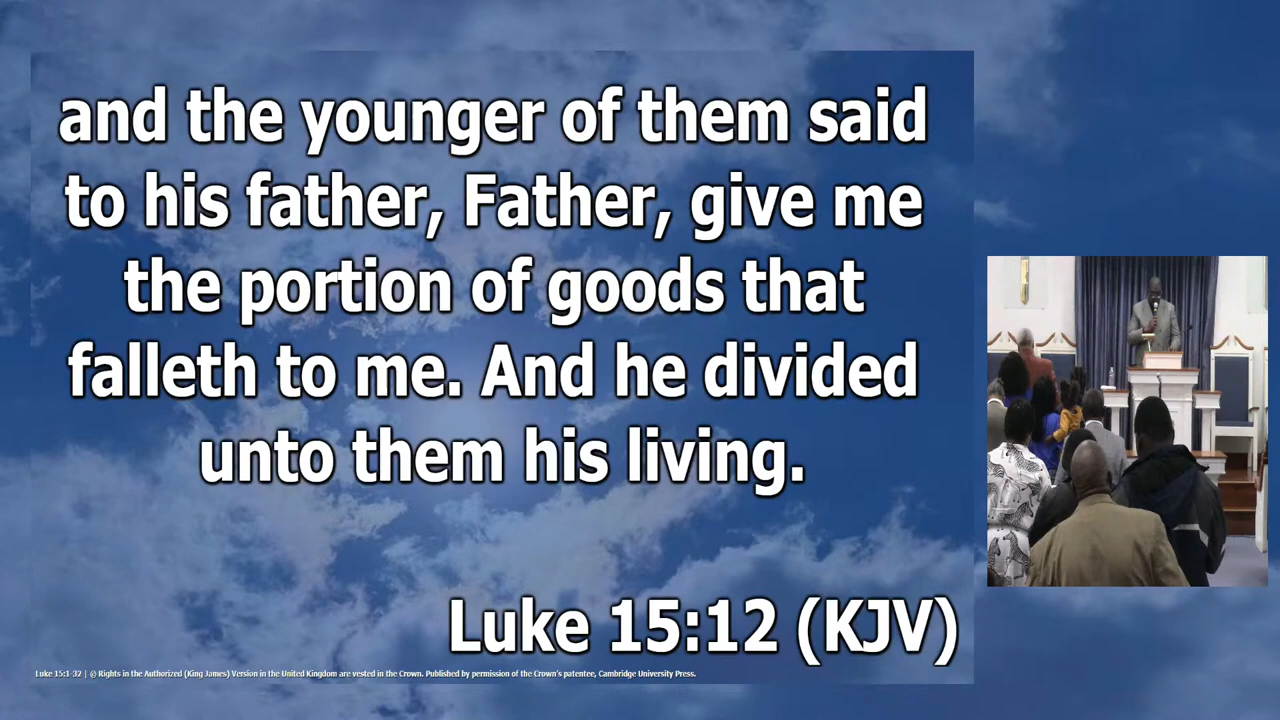 and the younger of them said
to his father, Father, give me
the portion of goods that
falleth to me. And he divided
unto them his living.
Luke 15:12 (KJV)
Luke 15:1-32 | © Rights in the Authorized (King James) Version in the United Kingdom are vested in the Crown. Published by permission of the Crown's patentee, Cambridge University Press.